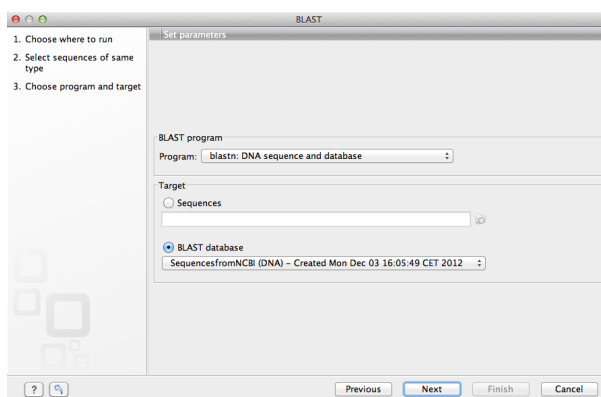 BLAST
1. Choose where to run
2. Select sequences of same
type
3. Choose program and target
Set parameters
BLAST program
Program: blastn: DNA sequence and database
Target
Sequences
BLAST database
SequencesfromNCBI (DNA) – Created Mon Dec 03 16:05:49 CET 2012
? Previous Next Finish Cancel